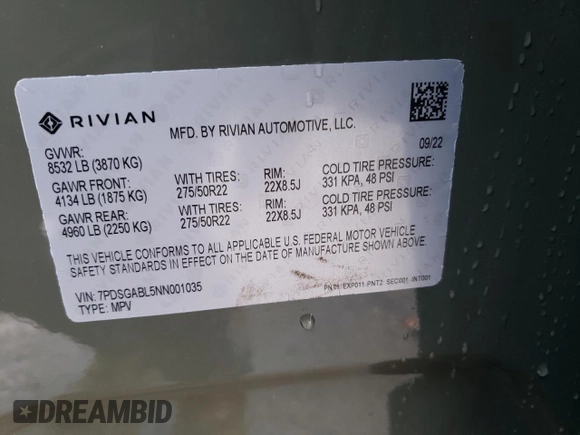 RIVIAN
MFD. BY RIVIAN AUTOMOTIVE, LLC.
09/22
GVWR:
8532 LB (3870 KG)
GAWR FRONT: WITH TIRES: RIM: COLD TIRE PRESSURE:
4134 LB (1875 KG) 275/50R22 22X8.5J 331 KPA, 48 PSI
GAWR REAR: WITH TIRES: RIM: COLD TIRE PRESSURE:
4960 LB (2250 KG) 275/50R22 22X8.5J 331 KPA, 48 PSI
THIS VEHICLE CONFORMS TO ALL APPLICABLE U.S. FEDERAL MOTOR VEHICLE
SAFETY STANDARDS IN EFFECT ON THE DATE OF MANUFACTURE SHOWN ABOVE.
VIN: 7PDSGABL5NN001035
TYPE: MPV
EXP011 PNT2 SEC001 INT001
DREAMBID